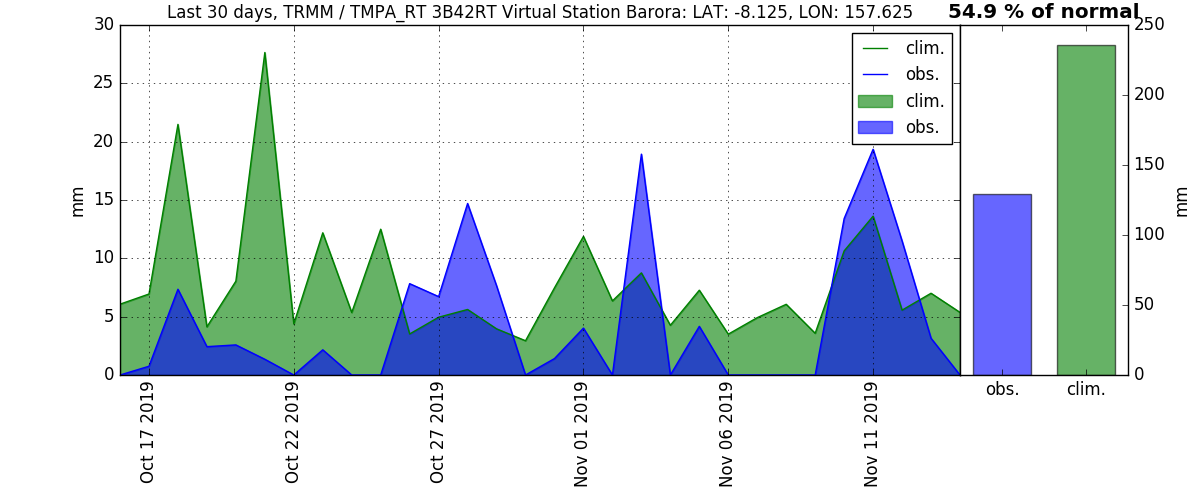 Last 30 days, TRMM / TMPA_RT 3B42RT Virtual Station Barora: LAT: -8.125, LON: 157.625
54.9 % of normal
30
25
20
15
10
5
0
mm
clim.
obs.
clim.
obs.
Oct 17 2019
Oct 22 2019
Oct 27 2019
Nov 01 2019
Nov 06 2019
Nov 11 2019
250
200
150
100
50
0
mm
obs.
clim.